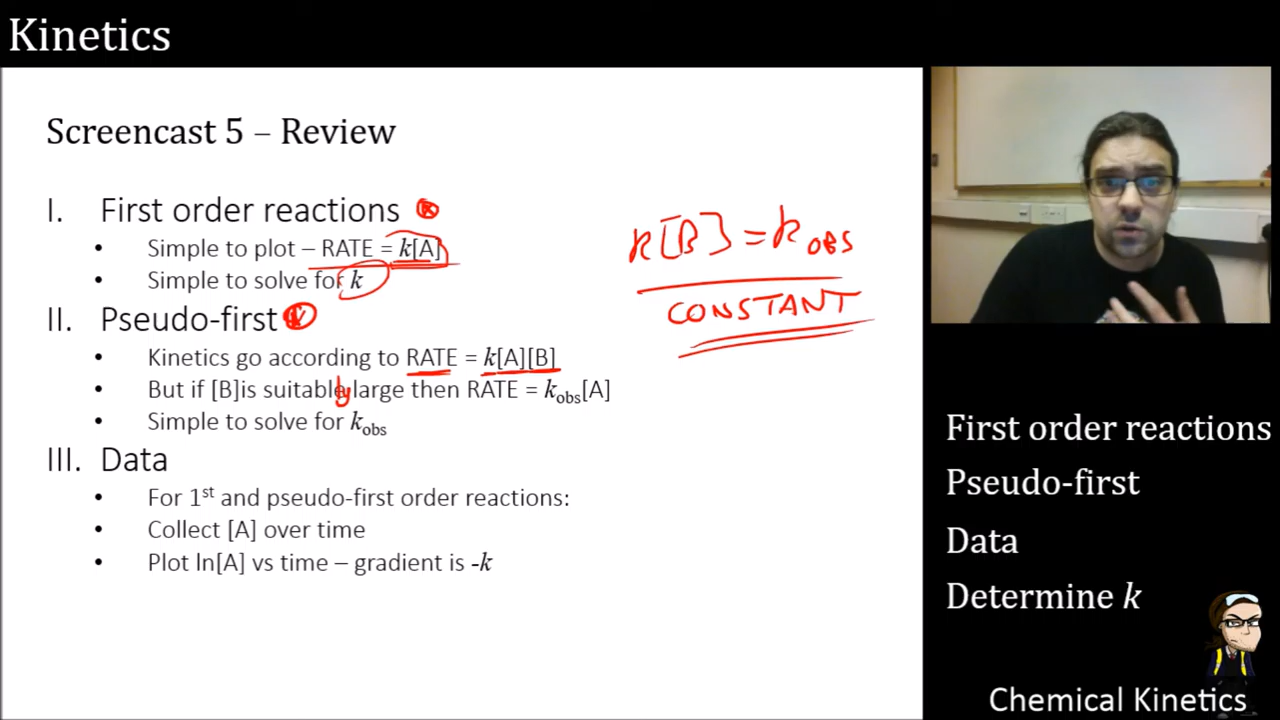 Kinetics
Screencast 5 – Review
I. First order reactions
• Simple to plot – RATE = k[A]
• Simple to solve for k
II. Pseudo-first
• Kinetics go according to RATE = k[A][B]
• But if [B]is suitably large then RATE = kobs[A]
• Simple to solve for kobs
III. Data
• For 1st and pseudo-first order reactions:
• Collect [A] over time
• Plot ln[A] vs time – gradient is -k
k[B] = kOBS
CONSTANT
First order reactions
Pseudo-first
Data
Determine k
Chemical Kinetics